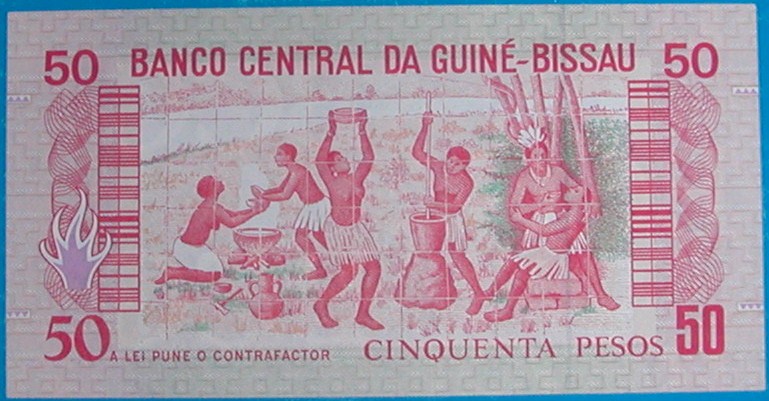 50 BANCO CENTRAL DA GUINÉ-BISSAU 50
50 A LEI PUNE O CONTRAFACTOR CINQUENTA PESOS 50